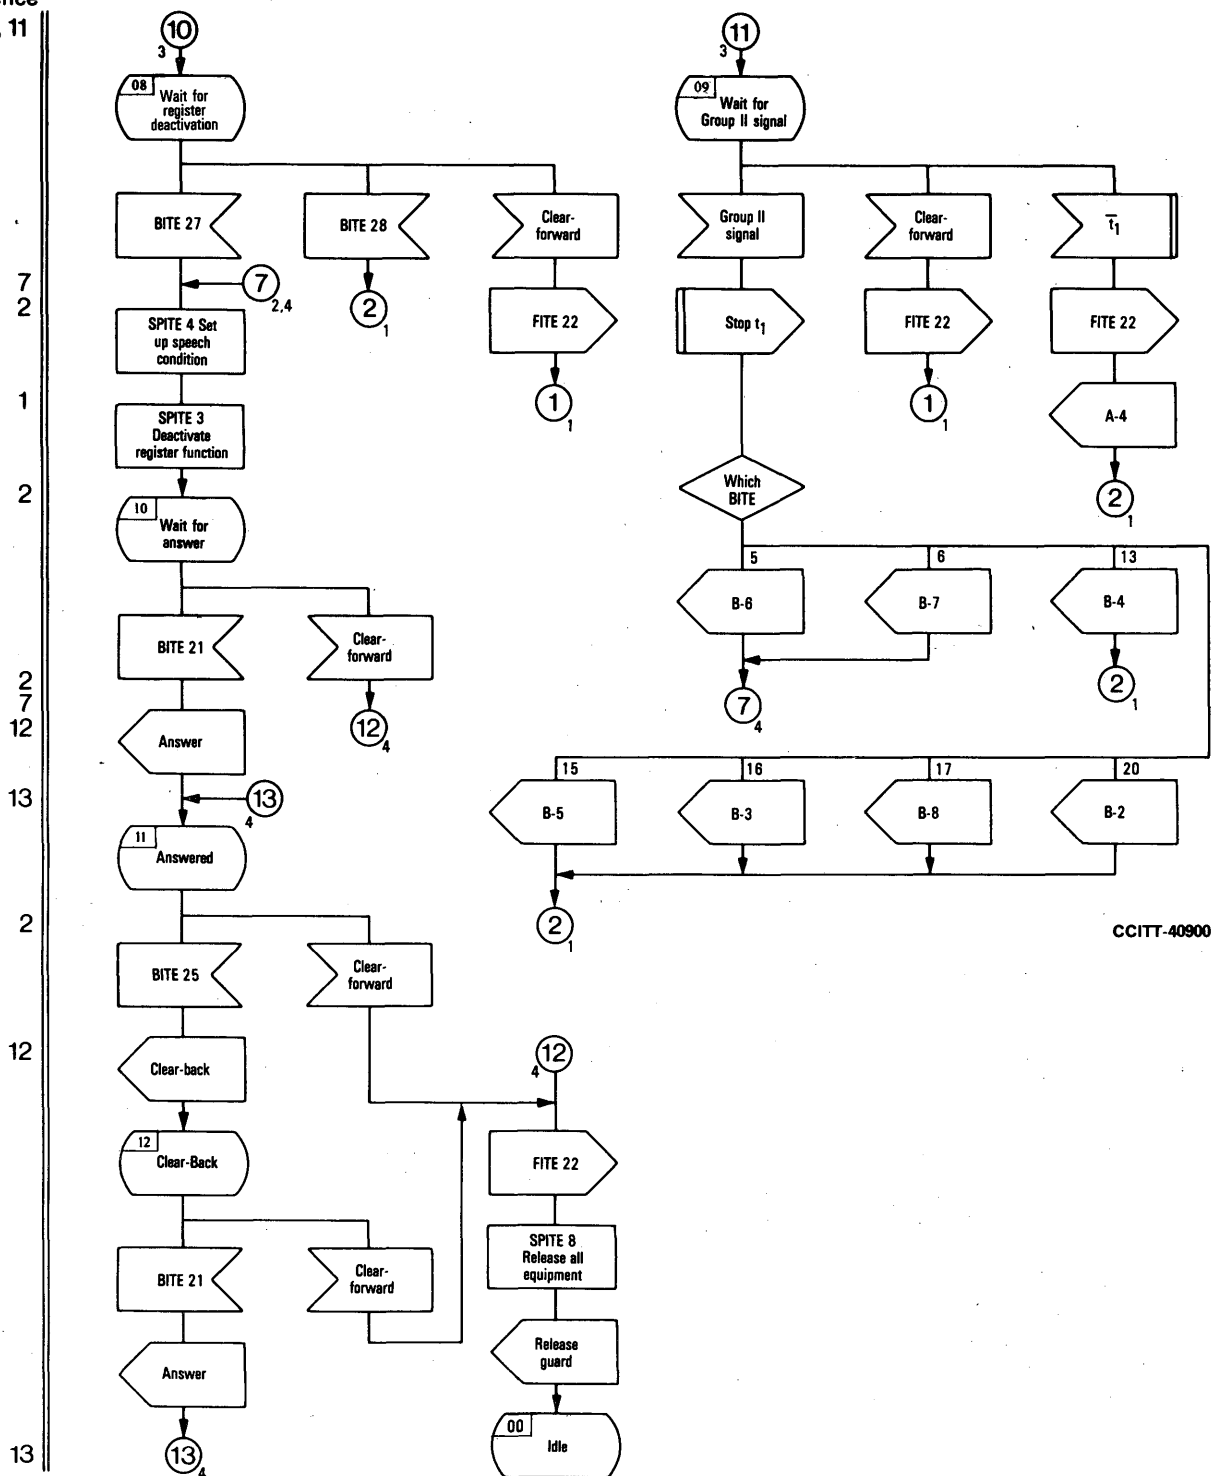 ence
, 11
10
3
08
Wait for
register
deactivation
BITE 27
BITE 28
Clear-
forward
7
7
2,4
2
2
1
FITE 22
SPITE 4 Set
up speech
condition
1
1
1
SPITE 3
Deactivate
register function
2
10
Wait for
answer
BITE 21
Clear-
forward
2
7
12
12
4
Answer
13
13
4
11
Answered
2
BITE 25
Clear-
forward
12
Clear-back
12
Clear-Back
BITE 21
Clear-
forward
Answer
13
13
4
12
4
FITE 22
SPITE 8
Release all
equipment
Release
guard
00
Idle
11
3
09
Wait for
Group II signal
Group II
signal
Clear-
forward
t̅1
Stop t1
FITE 22
FITE 22
1
1
A-4
2
1
Which
BITE
5
6
13
B-6
B-7
B-4
7
4
2
1
15
16
17
20
B-5
B-3
B-8
B-2
2
1
CCITT-40900